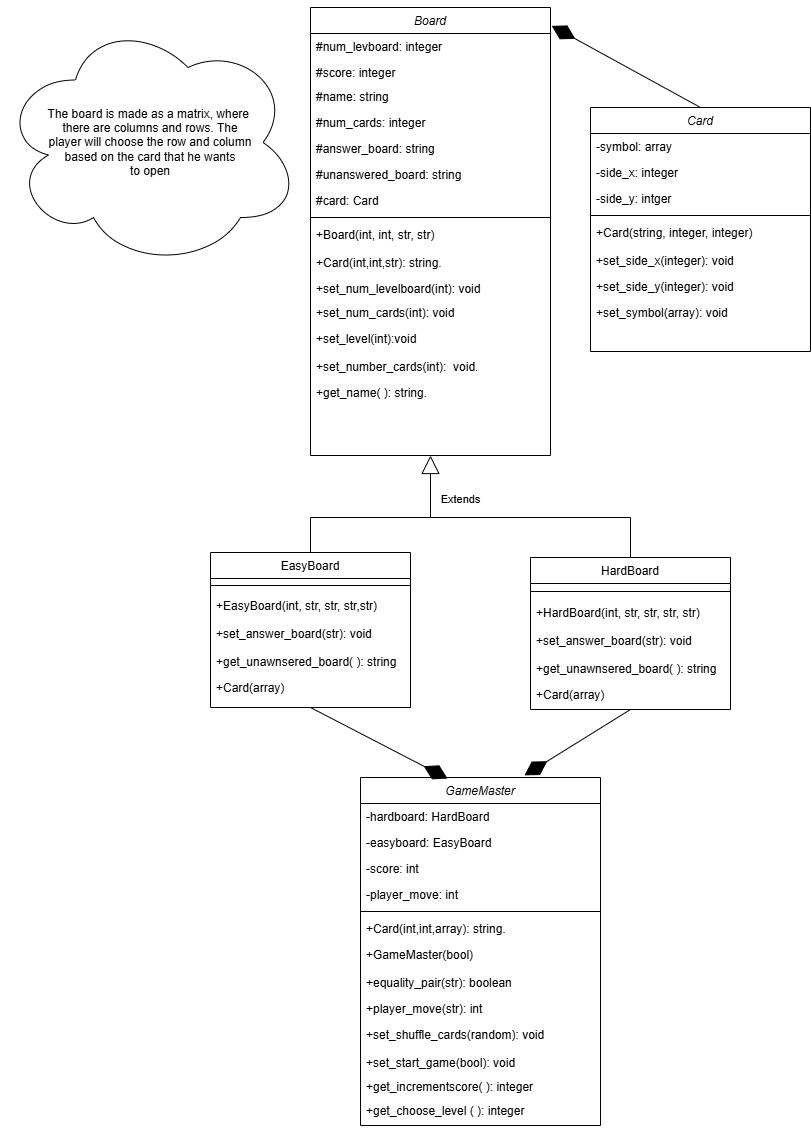 Board
#num_levboard: integer
#score: integer
#name: string
#num_cards: integer
#answer_board: string
#unanswered_board: string
#card: Card
+Board(int, int, str, str)
+Card(int,int,str): string.
+set_num_levelboard(int): void
+set_num_cards(int): void
+set_level(int):void
+set_number_cards(int):  void.
+get_name( ): string.
The board is made as a matrix, where
there are columns and rows. The
player will choose the row and column
based on the card that he wants
to open
Card
-symbol: array
-side_x: integer
-side_y: intger
+Card(string, integer, integer)
+set_side_x(integer): void
+set_side_y(integer): void
+set_symbol(array): void
Extends
EasyBoard
+EasyBoard(int, str, str, str,str)
+set_answer_board(str): void
+get_unawnsered_board( ): string
+Card(array)
HardBoard
+HardBoard(int, str, str, str, str)
+set_answer_board(str): void
+get_unawnsered_board( ): string
+Card(array)
GameMaster
-hardboard: HardBoard
-easyboard: EasyBoard
-score: int
-player_move: int
+Card(int,int,array): string.
+GameMaster(bool)
+equality_pair(str): boolean
+player_move(str): int
+set_shuffle_cards(random): void
+set_start_game(bool): void
+get_incrementscore( ): integer
+get_choose_level ( ): integer